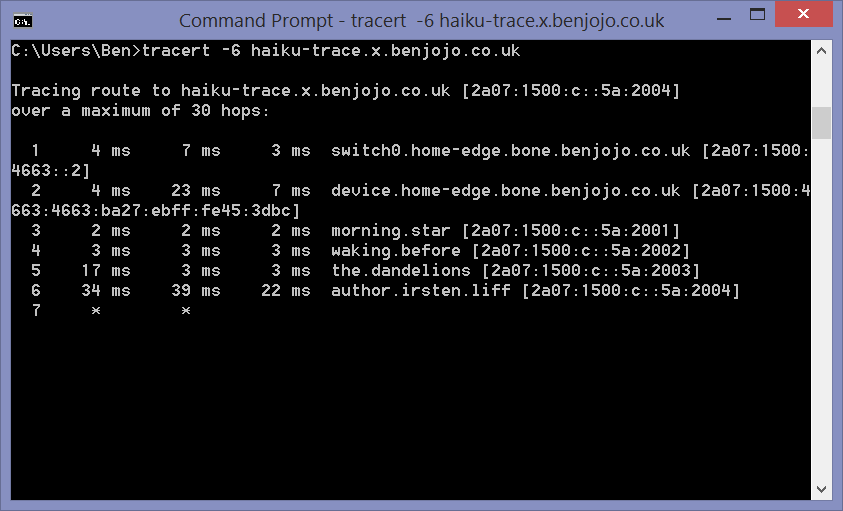 Command Prompt - tracert -6 haiku-trace.x.benjojo.co.uk
C:\Users\Ben>tracert -6 haiku-trace.x.benjojo.co.uk
Tracing route to haiku-trace.x.benjojo.co.uk [2a07:1500:c::5a:2004]
over a maximum of 30 hops:
1 4 ms 7 ms 3 ms switch0.home-edge.bone.benjojo.co.uk [2a07:1500:
4663::2]
2 4 ms 23 ms 7 ms device.home-edge.bone.benjojo.co.uk [2a07:1500:4
663:4663:ba27:ebff:fe45:3dbc]
3 2 ms 2 ms 2 ms morning.star [2a07:1500:c::5a:2001]
4 3 ms 3 ms 3 ms waking.before [2a07:1500:c::5a:2002]
5 17 ms 3 ms 3 ms the.dandelions [2a07:1500:c::5a:2003]
6 34 ms 39 ms 22 ms author.irsten.liff [2a07:1500:c::5a:2004]
7 * *